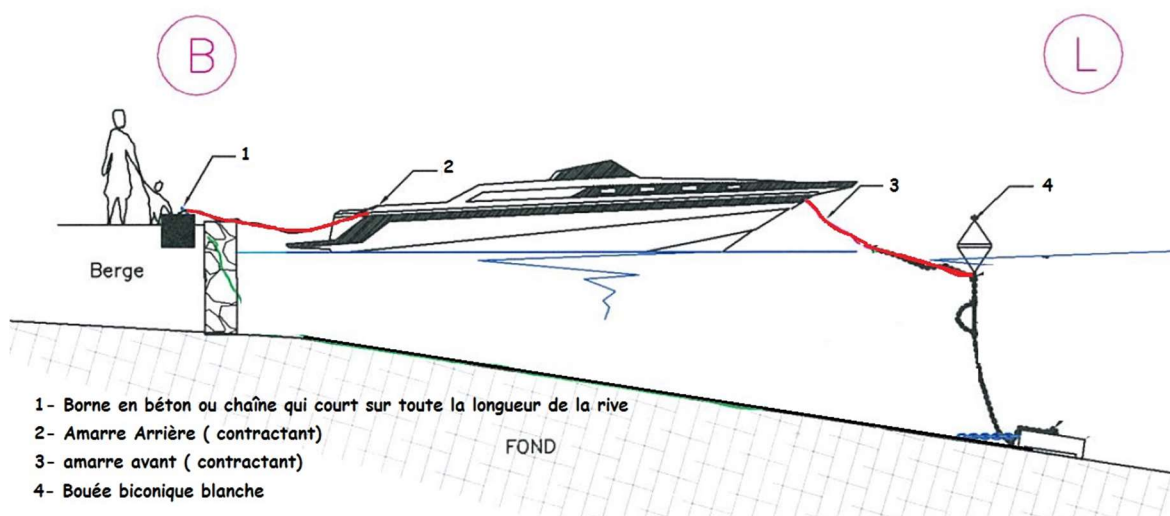 B
L
1
2
3
4
Berge
1- Borne en béton ou chaîne qui court sur toute la longueur de la rive
2- Amarre Arrière ( contractant)
FOND
3- amarre avant ( contractant)
4- Bouée biconique blanche